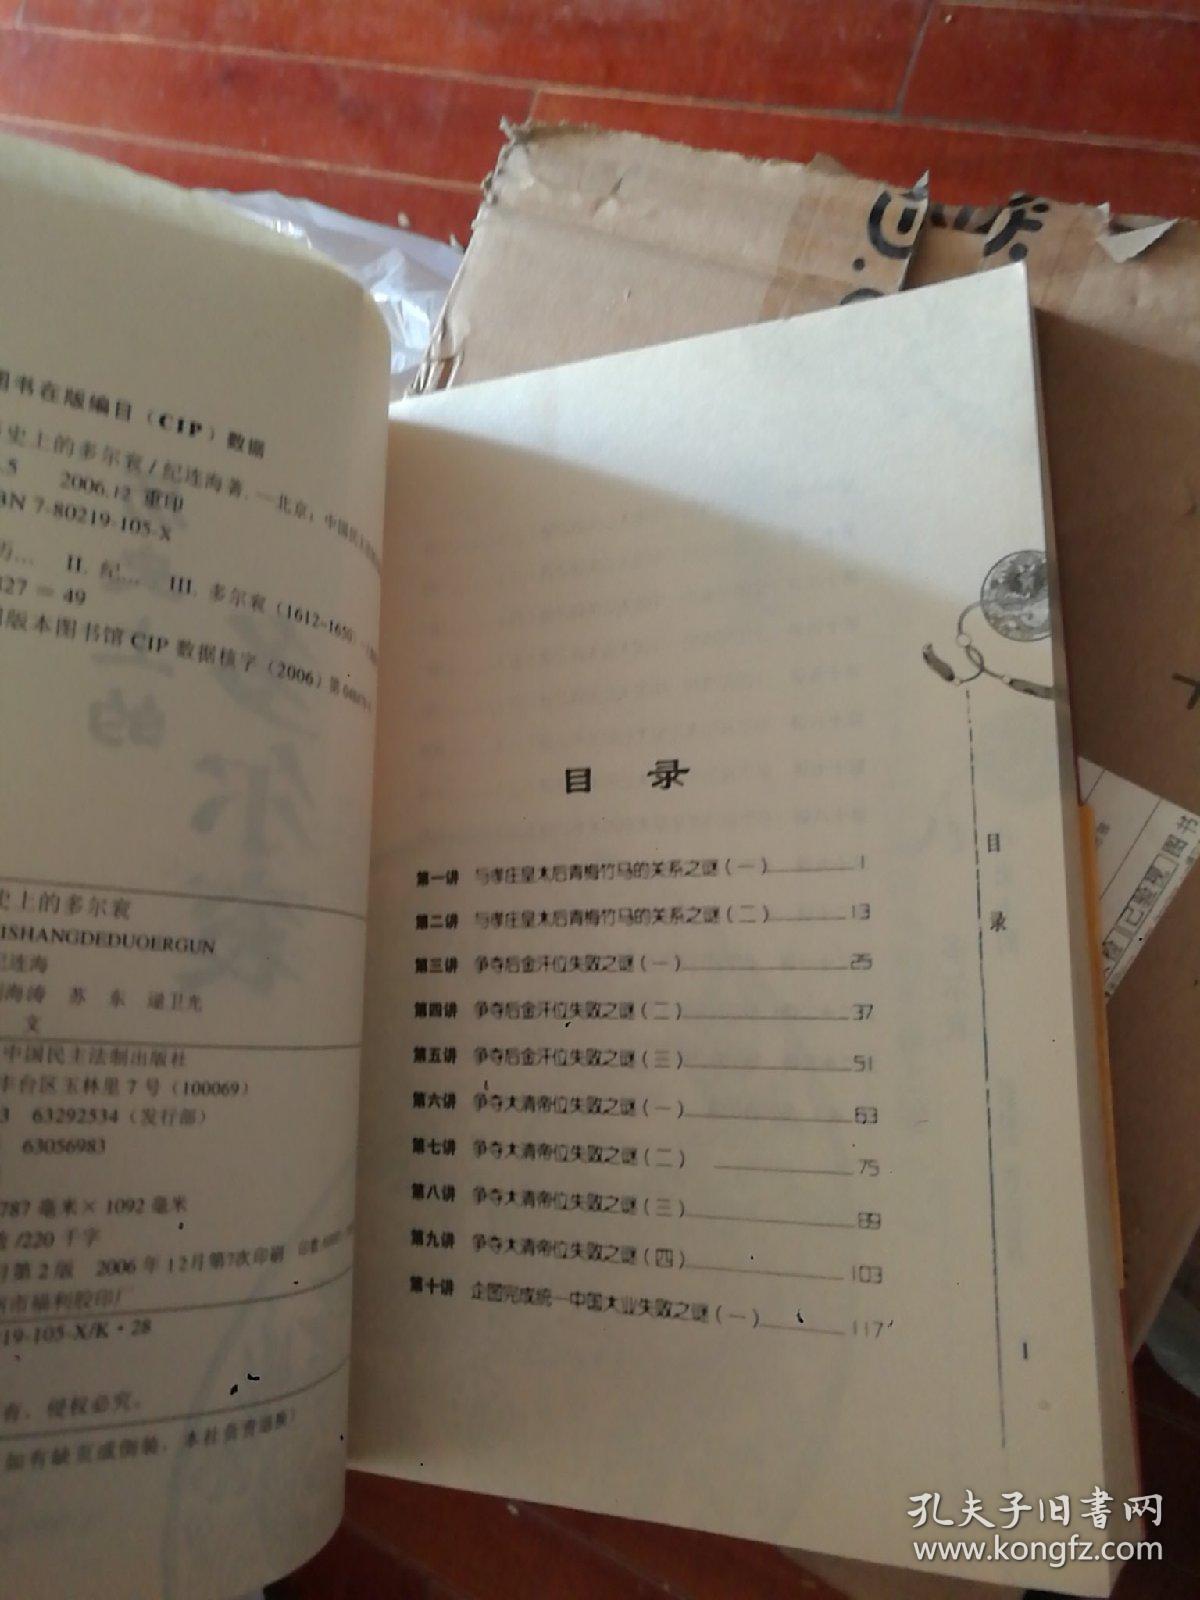 图书在版编目（CIP）数据
史上的多尔衮/纪连海著.—北京：中国民主法制
.5 2006.12 重印
BN 7-80219-105-X
II. 纪… III. 多尔衮（1612-1650）
827＝49
版本图书馆CIP数据核字（2006）第
史上的多尔衮
ISHANGDEDUOERGUN
纪连海
海涛 苏 东 逯卫光
文
中国民主法制出版社
丰台区玉林里7号（100069）
3 63292534（发行部）
63056983
787毫米×1092毫米
/220千字
第2版 2006年12月第7次印刷
市福利胶印厂
19-105-X/K·28
有，侵权必究。
如有缺页或倒装，本社负责退换）
目 录
第一讲 与孝庄皇太后青梅竹马的关系之谜（一） 1
第二讲 与孝庄皇太后青梅竹马的关系之谜（二） 13
第三讲 争夺后金汗位失败之谜（一） 25
第四讲 争夺后金汗位失败之谜（二） 37
第五讲 争夺后金汗位失败之谜（三） 51
第六讲 争夺大清帝位失败之谜（一） 63
第七讲 争夺大清帝位失败之谜（二） 75
第八讲 争夺大清帝位失败之谜（三） 89
第九讲 争夺大清帝位失败之谜（四） 103
第十讲 企图完成统一中国大业失败之谜（一） 117
目录
1
检 已验视 图书
孔夫子旧书网
www.kongfz.com